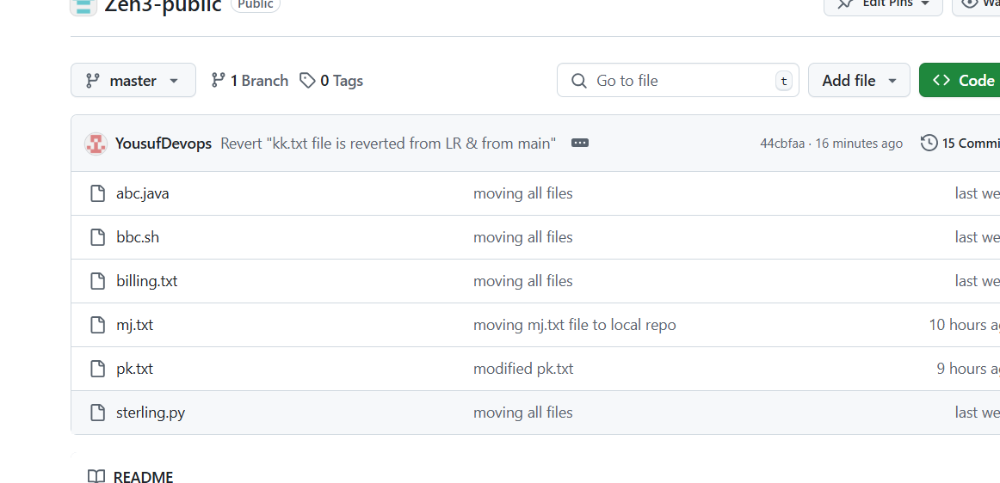 Zen3-public Public Edit Pins
master 1 Branch 0 Tags Go to file t Add file Code
YousufDevops Revert "kk.txt file is reverted from LR & from main" 44cbfaa · 16 minutes ago 15 Commi
abc.java moving all files last we
bbc.sh moving all files last we
billing.txt moving all files last we
mj.txt moving mj.txt file to local repo 10 hours a
pk.txt modified pk.txt 9 hours a
sterling.py moving all files last we
README